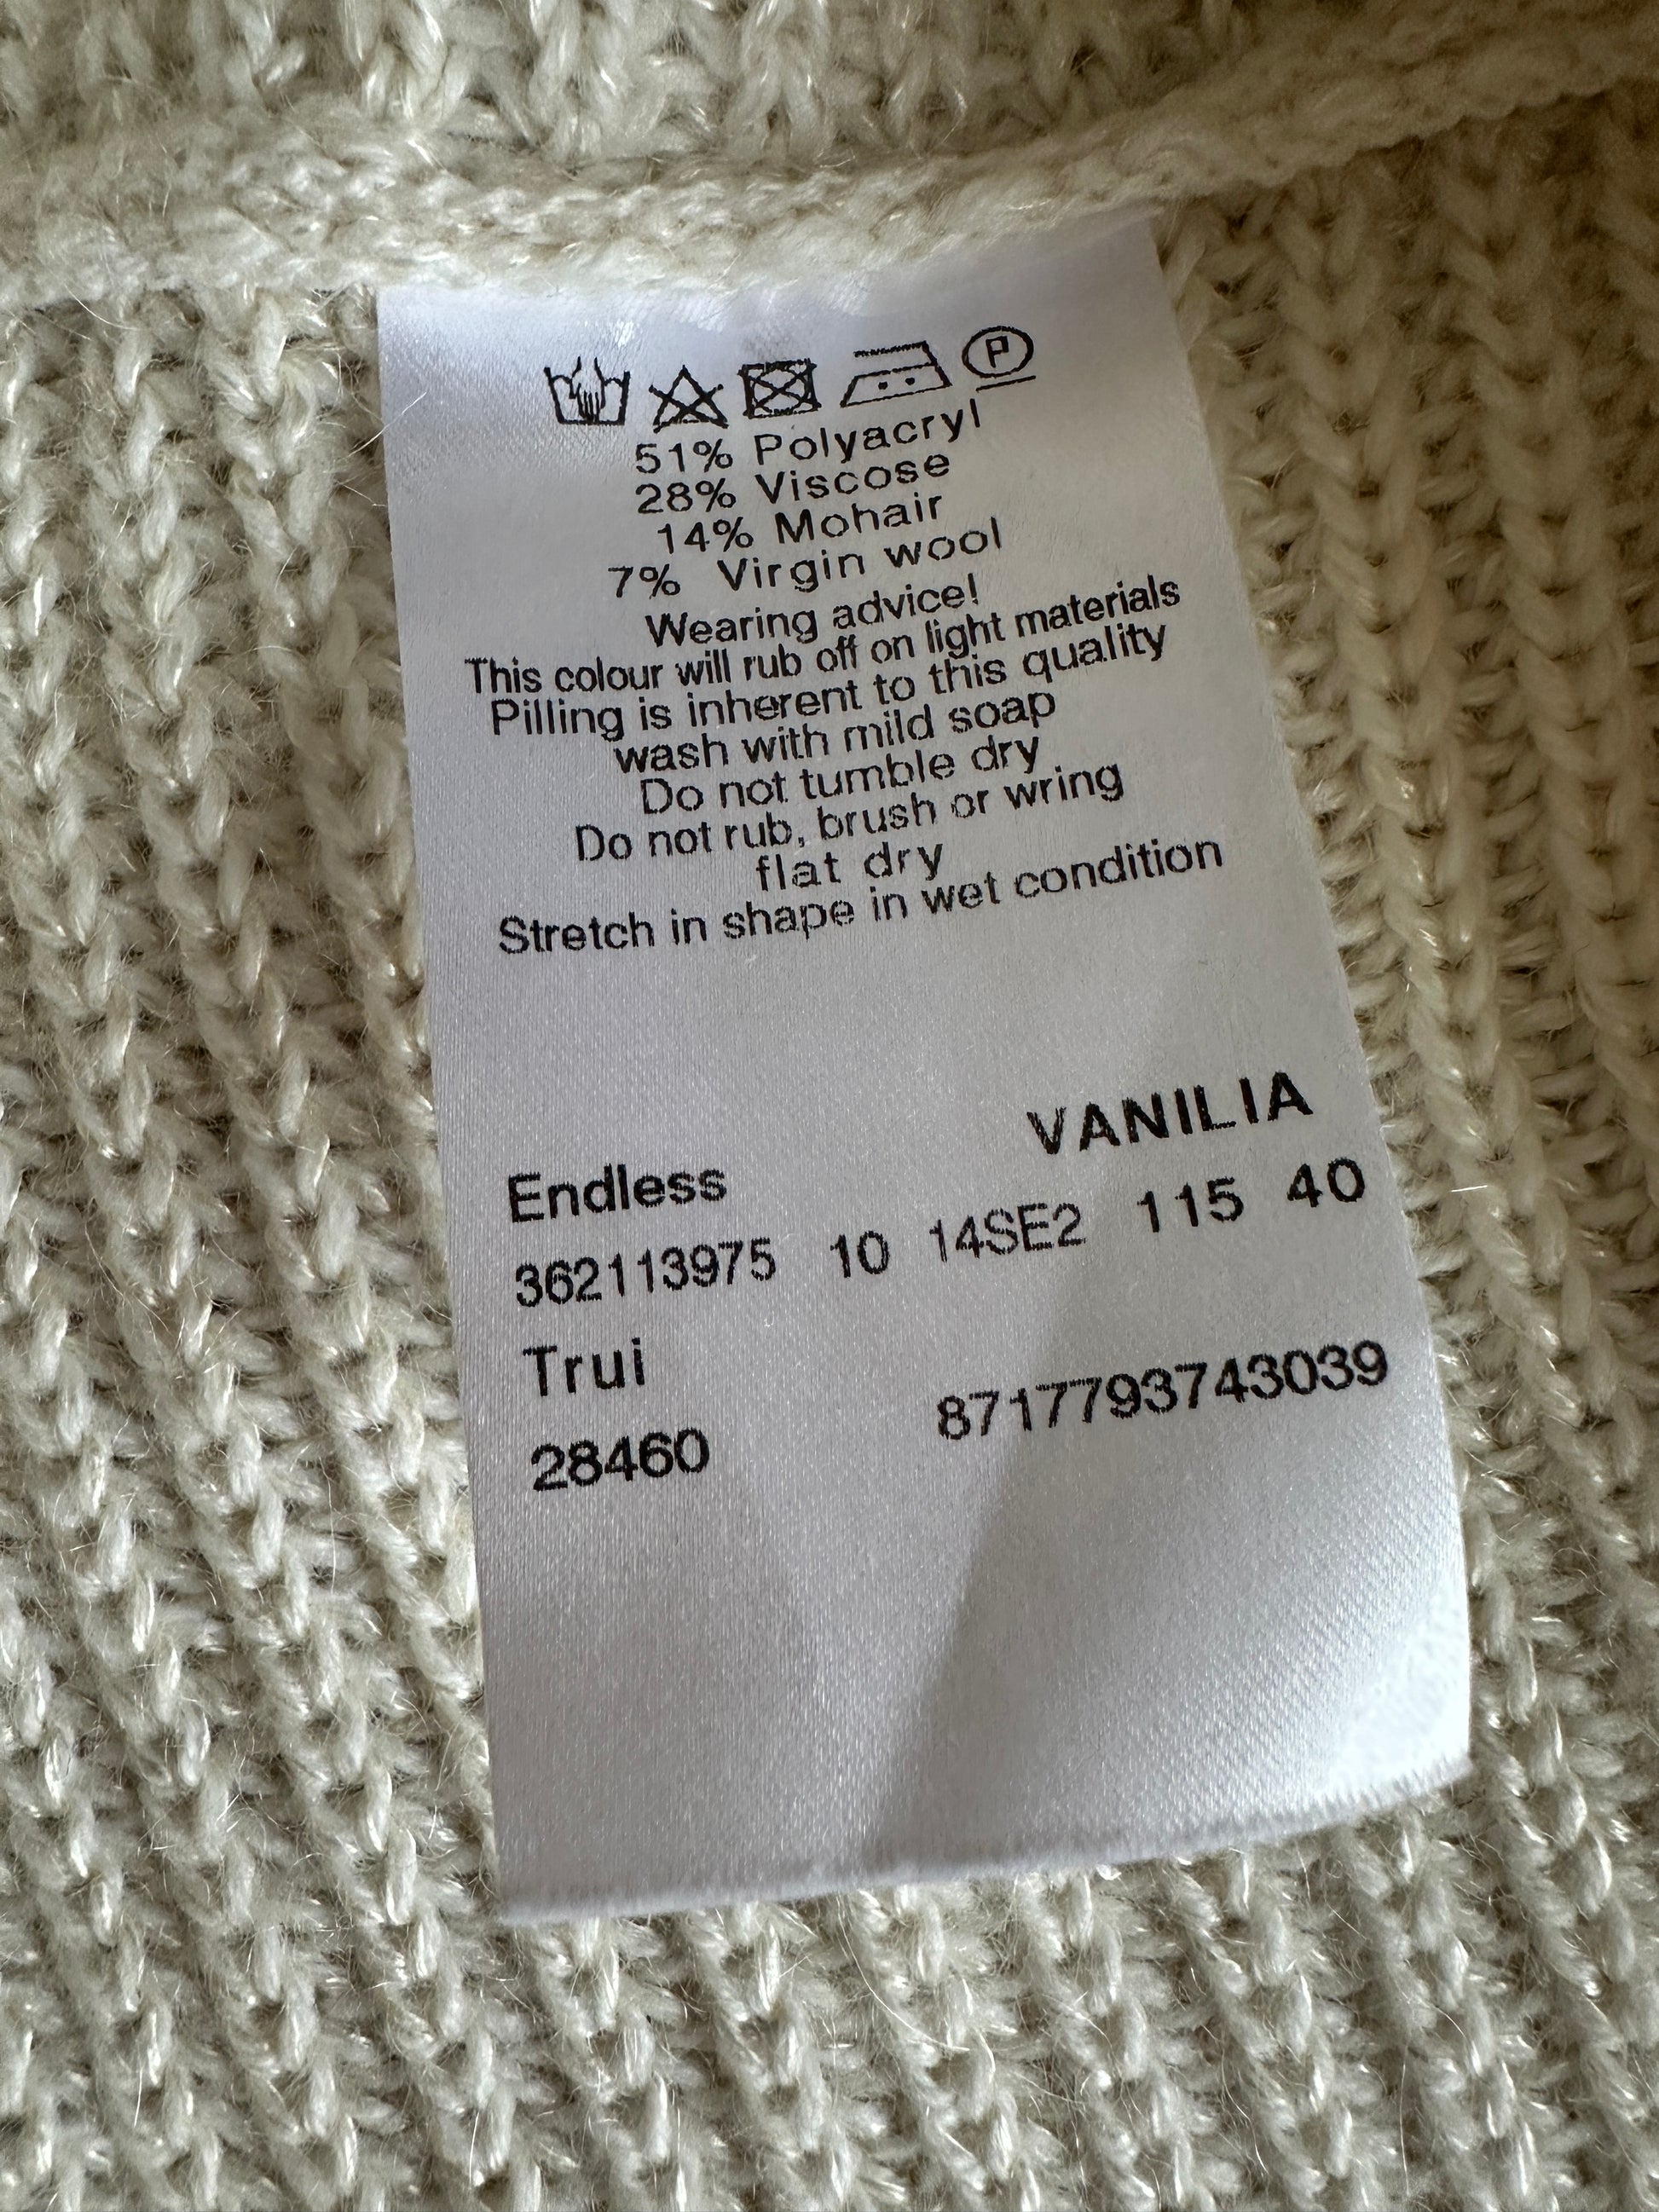 P
51% Polyacryl
28% Viscose
14% Mohair
7% Virgin wool
Wearing advice!
This colour will rub off on light materials
Pilling is inherent to this quality
wash with mild soap
Do not tumble dry
Do not rub, brush or wring
flat dry
Stretch in shape in wet condition
VANILIA
Endless
362113975 10 14SE2 115 40
Trui
28460 8717793743039